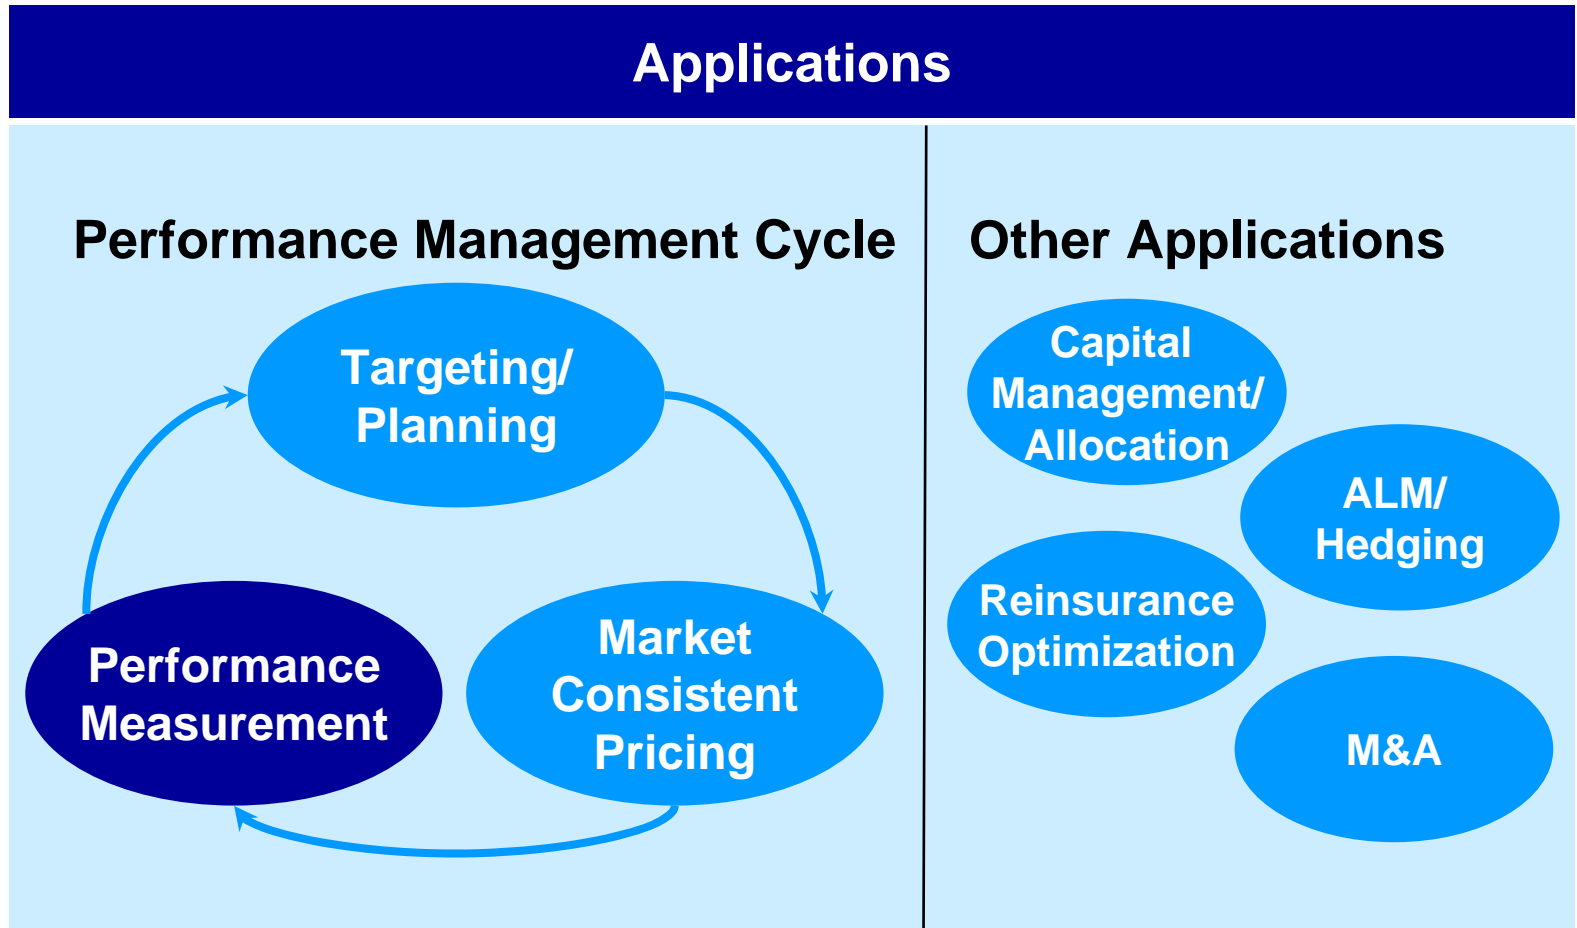 Applications
Performance Management Cycle
Targeting/
Planning
Performance
Measurement
Market
Consistent
Pricing
Other Applications
Capital
Management/
Allocation
ALM/
Hedging
Reinsurance
Optimization
M&A